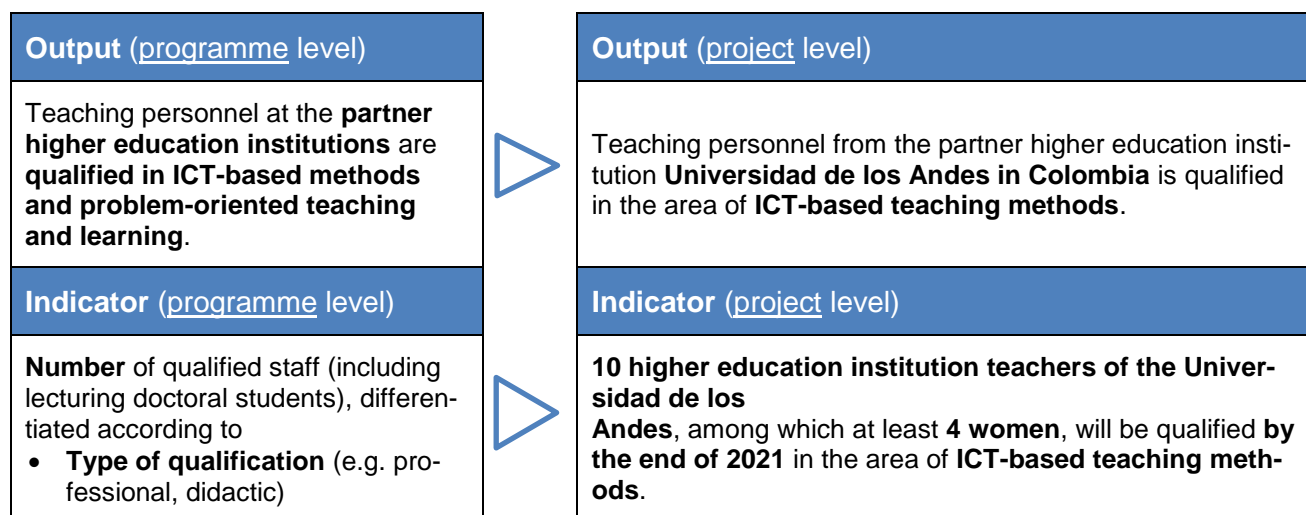 Output (programme level)
Teaching personnel at the partner
higher education institutions are
qualified in ICT-based methods
and problem-oriented teaching
and learning.
Output (project level)
Teaching personnel from the partner higher education insti-
tution Universidad de los Andes in Colombia is qualified
in the area of ICT-based teaching methods.
Indicator (programme level)
Number of qualified staff (including
lecturing doctoral students), differen-
tiated according to
• Type of qualification (e.g. pro-
fessional, didactic)
Indicator (project level)
10 higher education institution teachers of the Univer-
sidad de los
Andes, among which at least 4 women, will be qualified by
the end of 2021 in the area of ICT-based teaching meth-
ods.